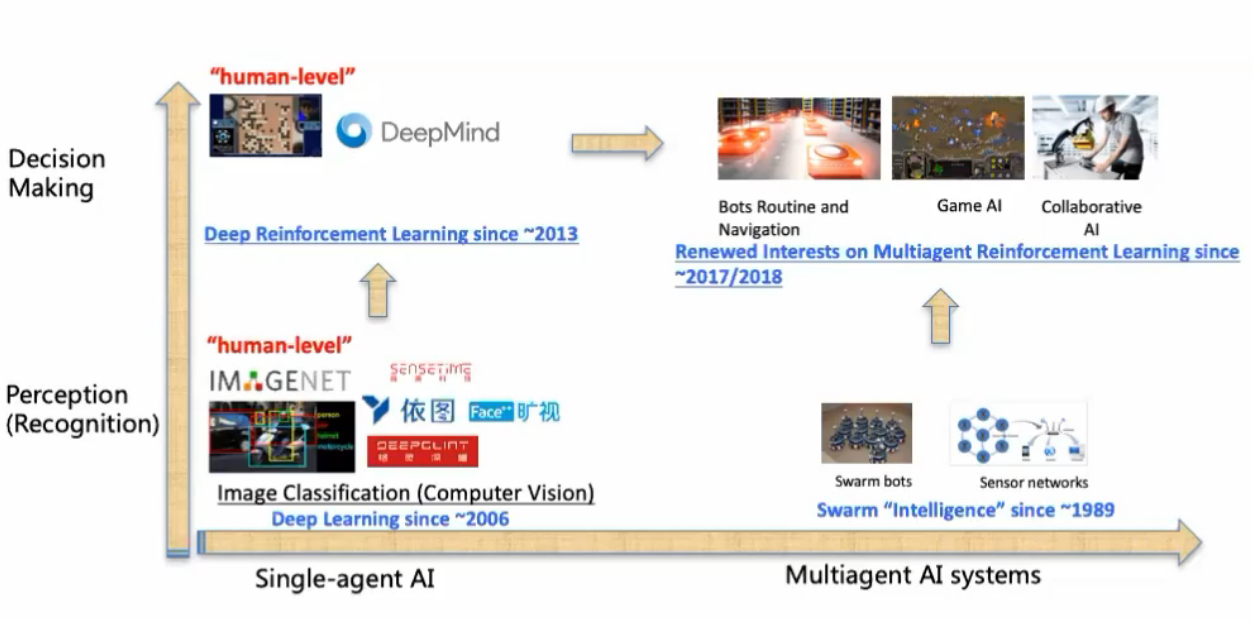 "human-level"
DeepMind
Decision
Making
Bots Routine and
Navigation
Game AI
Collaborative
AI
Deep Reinforcement Learning since ~2013
Renewed Interests on Multiagent Reinforcement Learning since
~2017/2018
"human-level"
IMAGENET
SENSETIME
依图
Face++ 旷视
DEEPGLINT
person
helmet
motorcycle
Perception
(Recognition)
Swarm bots
Sensor networks
Image Classification (Computer Vision)
Deep Learning since ~2006
Swarm "Intelligence" since ~1989
Single-agent AI
Multiagent AI systems